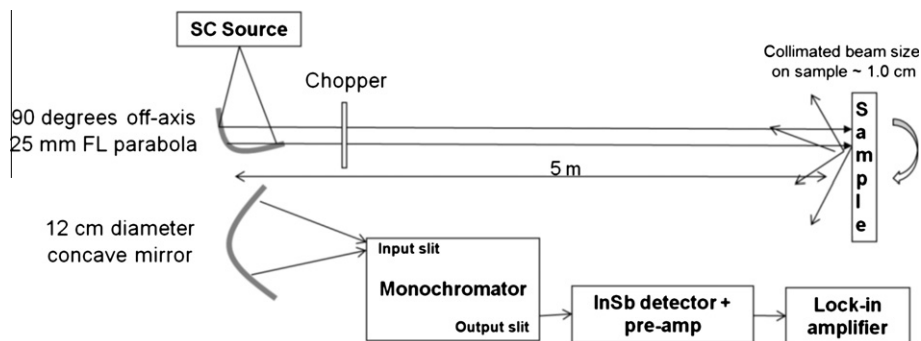 SC Source
Collimated beam size
on sample ~ 1.0 cm
Chopper
90 degrees off-axis
25 mm FL parabola
Sample
5 m
12 cm diameter
concave mirror
Input slit
Monochromator
Output slit
InSb detector +
pre-amp
Lock-in
amplifier